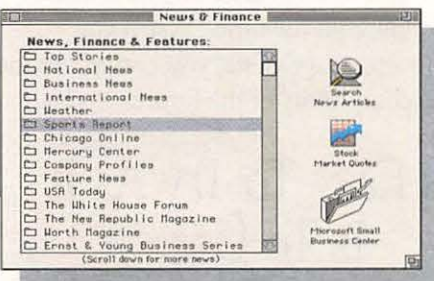 News & Finance
News, Finance & Features:
Top Stories
National News
Business News
International News
Weather
Sports Report
Chicago Online
Mercury Center
Company Profiles
Feature News
USA Today
The White House Forum
The New Republic Magazine
Worth Magazine
Ernst & Young Business Series
(Scroll down for more news)
Search
News Articles
Stock
Market Quotes
Microsoft Small
Business Center